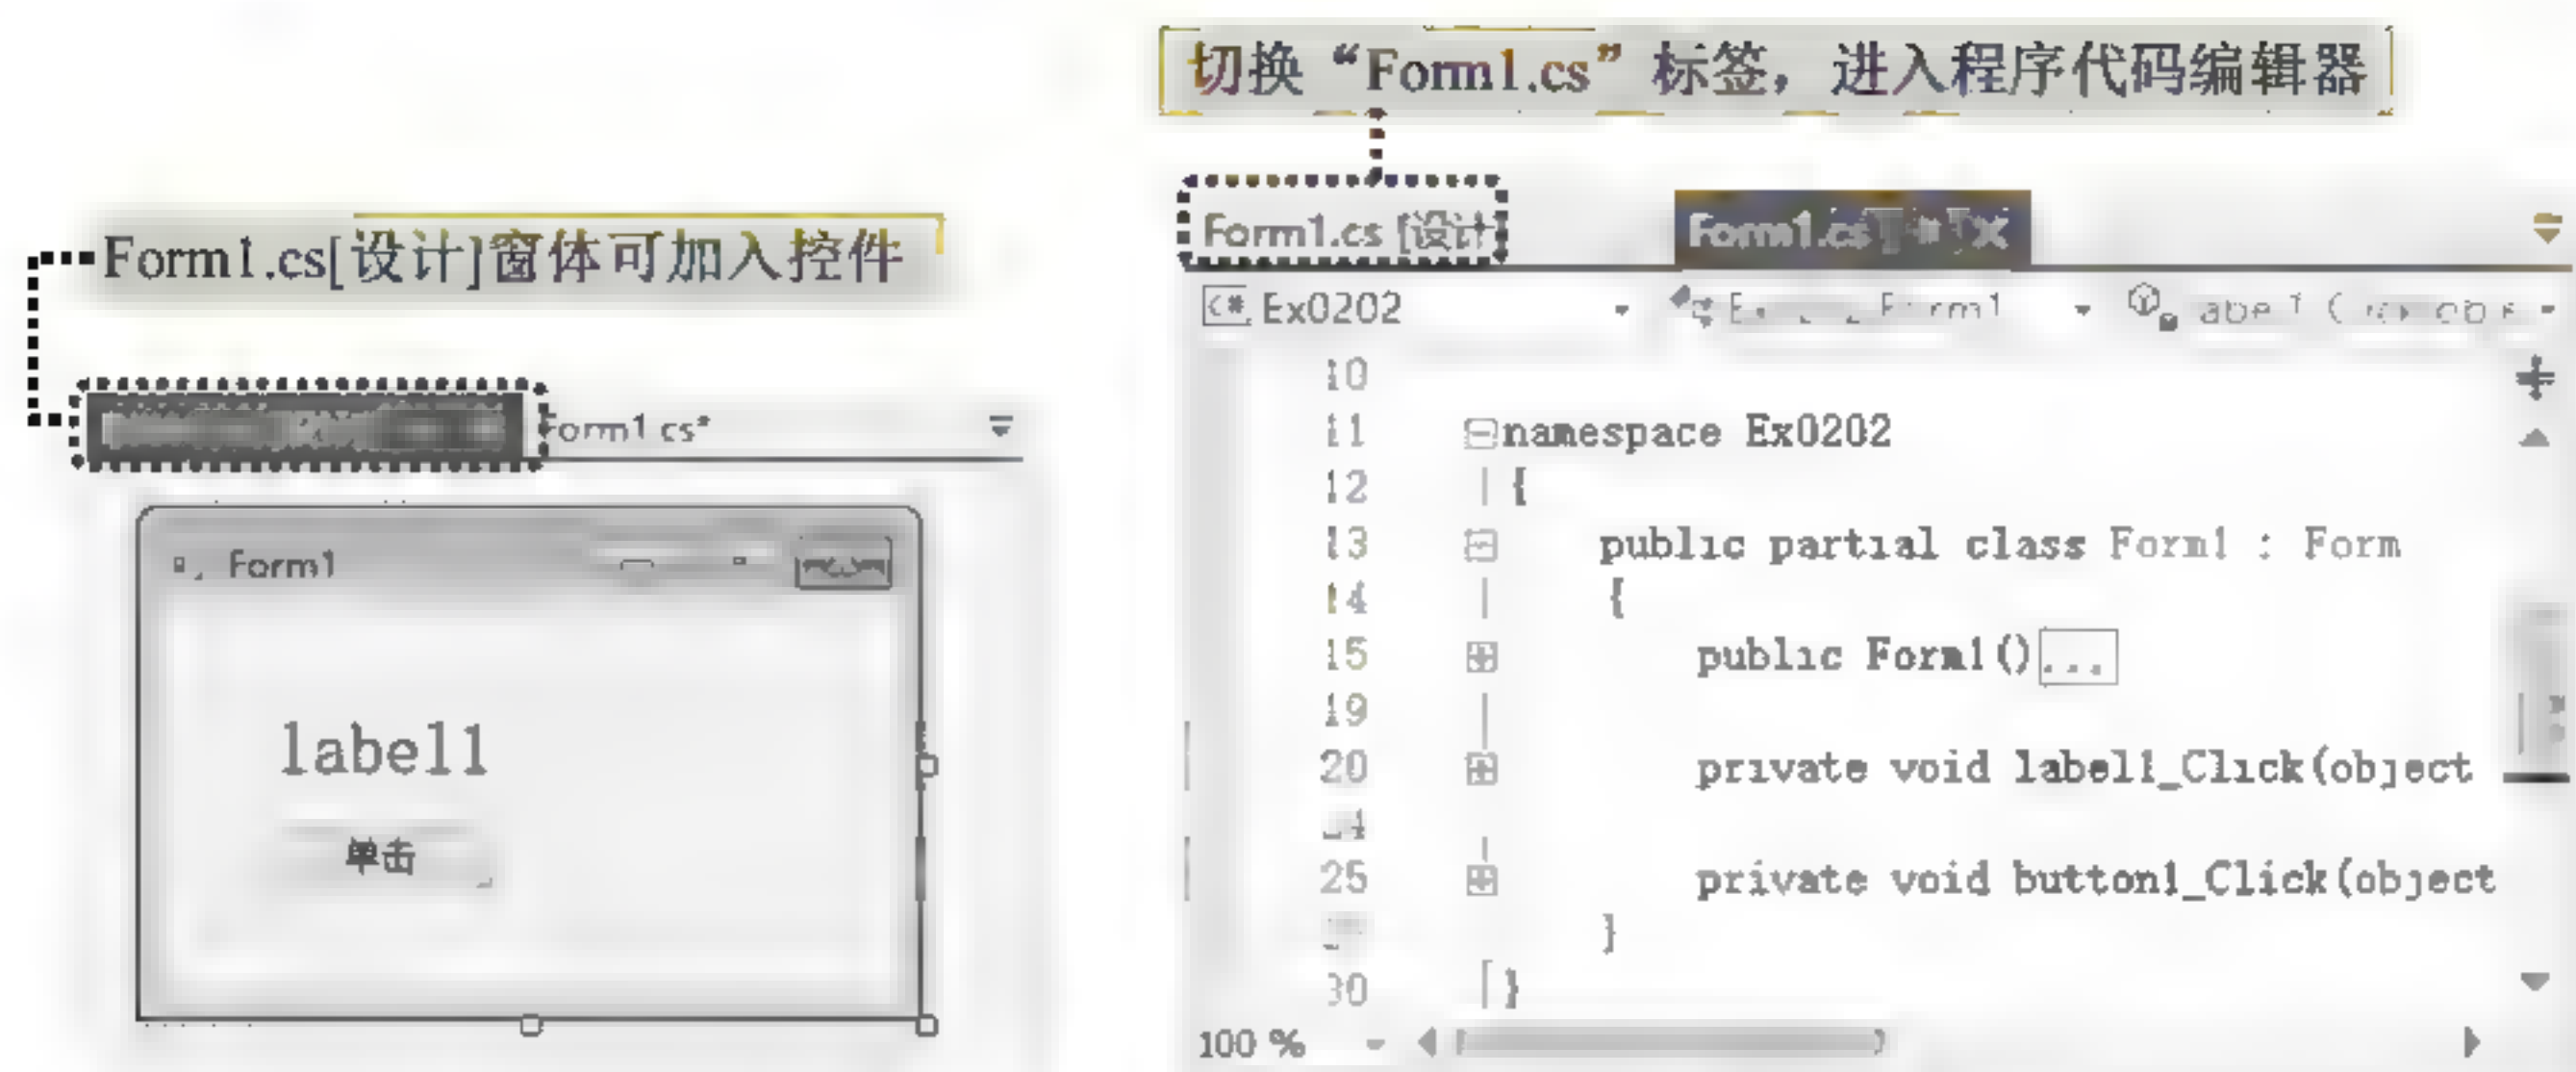 切换“Form1.cs”标签，进入程序代码编辑器
Form1.cs[设计]窗体可加入控件
Form1.cs*
Form1
label1
单击
Form1.cs [设计
Form1.cs
Ex0202
10
11 namespace Ex0202
12 {
13 public partial class Form1 : Form
14 {
15 public Form1()...
19
20 private void label1_Click(object
25 private void button1_Click(object
}
30 }
100 %